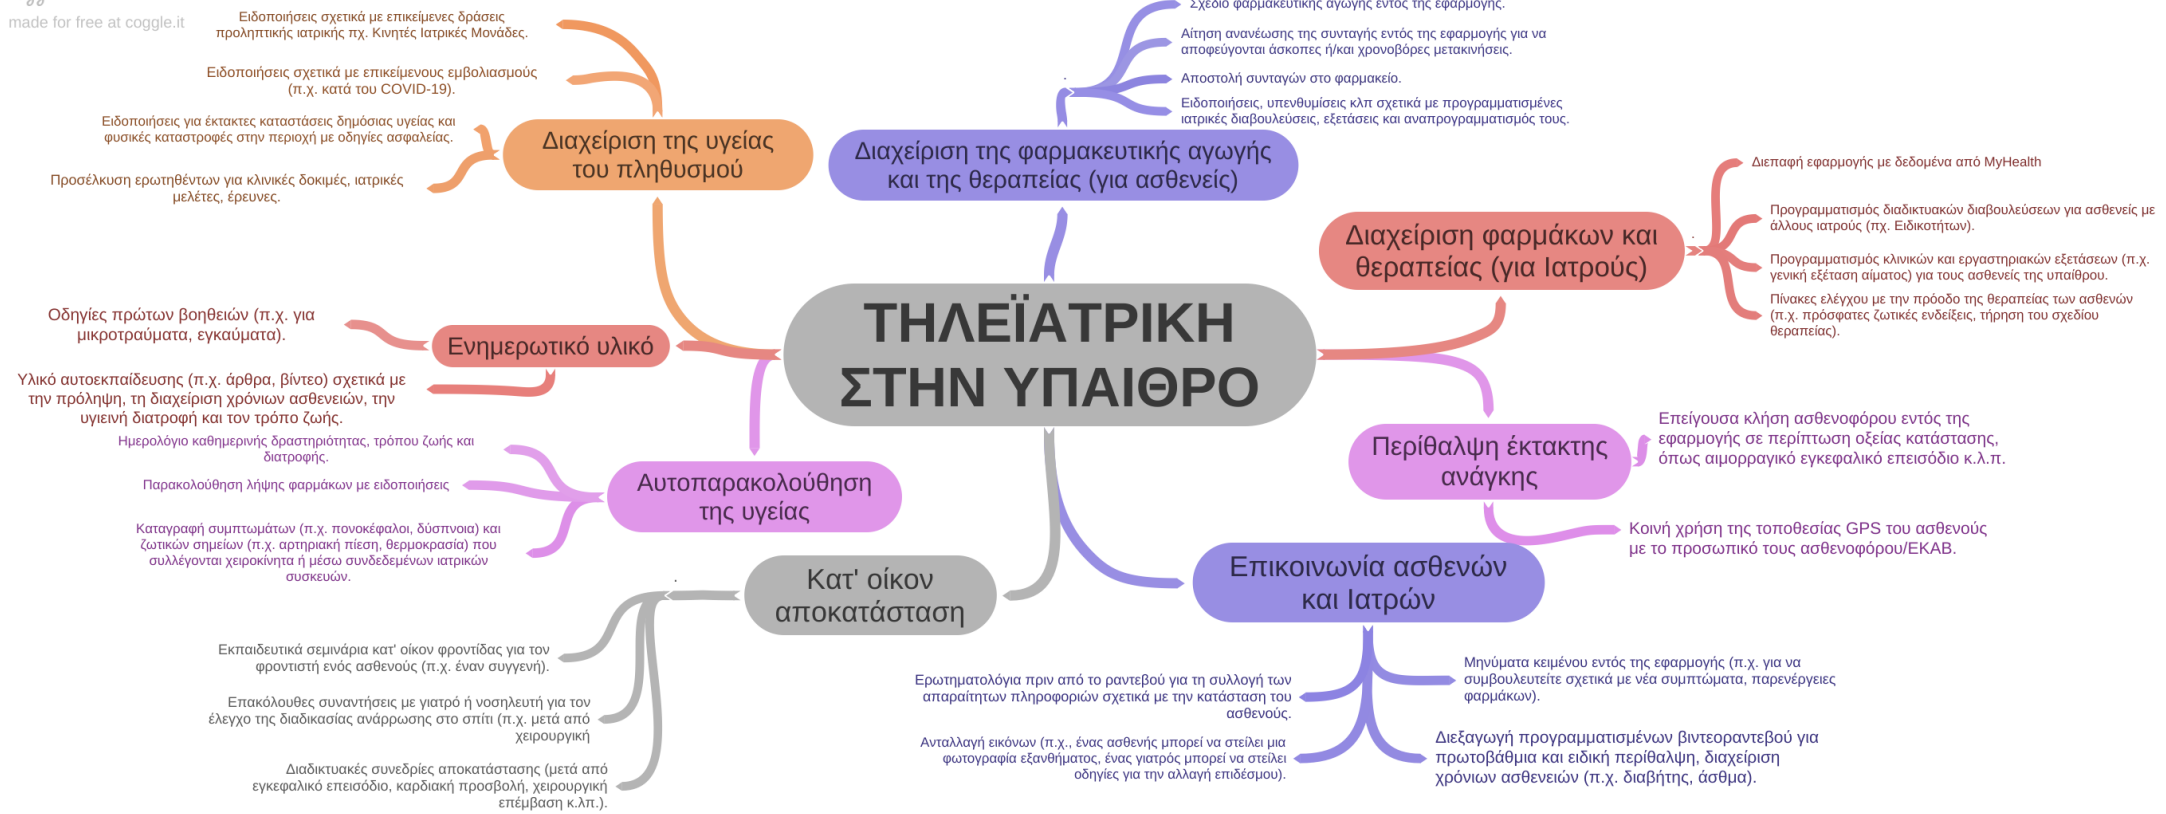 made for free at coggle.it
Ειδοποιήσεις σχετικά με επικείμενες δράσεις
προληπτικής ιατρικής πχ. Κινητές Ιατρικές Μονάδες.
Ειδοποιήσεις σχετικά με επικείμενους εμβολιασμούς
(π.χ. κατά του COVID-19).
Ειδοποιήσεις για έκτακτες καταστάσεις δημόσιας υγείας και
φυσικές καταστροφές στην περιοχή με οδηγίες ασφαλείας.
Προσέλκυση ερωτηθέντων για κλινικές δοκιμές, ιατρικές
μελέτες, έρευνες.
Διαχείριση της υγείας
του πληθυσμού
Σχέδιο φαρμακευτικής αγωγής εντός της εφαρμογής.
Αίτηση ανανέωσης της συνταγής εντός της εφαρμογής για να
αποφεύγονται άσκοπες ή/και χρονοβόρες μετακινήσεις.
Αποστολή συνταγών στο φαρμακείο.
Ειδοποιήσεις, υπενθυμίσεις κλπ σχετικά με προγραμματισμένες
ιατρικές διαβουλεύσεις, εξετάσεις και αναπρογραμματισμός τους.
.
Διαχείριση της φαρμακευτικής αγωγής
και της θεραπείας (για ασθενείς)
Διαχείριση φαρμάκων και
θεραπείας (για Ιατρούς)
.
Διεπαφή εφαρμογής με δεδομένα από MyHealth
Προγραμματισμός διαδικτυακών διαβουλεύσεων για ασθενείς με
άλλους ιατρούς (πχ. Ειδικοτήτων).
Προγραμματισμός κλινικών και εργαστηριακών εξετάσεων (π.χ.
γενική εξέταση αίματος) για τους ασθενείς της υπαίθρου.
Πίνακες ελέγχου με την πρόοδο της θεραπείας των ασθενών
(π.χ. πρόσφατες ζωτικές ενδείξεις, τήρηση του σχεδίου
θεραπείας).
ΤΗΛΕΪΑΤΡΙΚΗ
ΣΤΗΝ ΥΠΑΙΘΡΟ
Ενημερωτικό υλικό
Οδηγίες πρώτων βοηθειών (π.χ. για
μικροτραύματα, εγκαύματα).
Υλικό αυτοεκπαίδευσης (π.χ. άρθρα, βίντεο) σχετικά με
την πρόληψη, τη διαχείριση χρόνιων ασθενειών, την
υγιεινή διατροφή και τον τρόπο ζωής.
Ημερολόγιο καθημερινής δραστηριότητας, τρόπου ζωής και
διατροφής.
Παρακολούθηση λήψης φαρμάκων με ειδοποιήσεις
Καταγραφή συμπτωμάτων (π.χ. πονοκέφαλοι, δύσπνοια) και
ζωτικών σημείων (π.χ. αρτηριακή πίεση, θερμοκρασία) που
συλλέγονται χειροκίνητα ή μέσω συνδεδεμένων ιατρικών
συσκευών.
Αυτοπαρακολούθηση
της υγείας
Περίθαλψη έκτακτης
ανάγκης
Επείγουσα κλήση ασθενοφόρου εντός της
εφαρμογής σε περίπτωση οξείας κατάστασης,
όπως αιμορραγικό εγκεφαλικό επεισόδιο κ.λ.π.
Κοινή χρήση της τοποθεσίας GPS του ασθενούς
με το προσωπικό τους ασθενοφόρου/ΕΚΑΒ.
Κατ' οίκον
αποκατάσταση
.
Εκπαιδευτικά σεμινάρια κατ' οίκον φροντίδας για τον
φροντιστή ενός ασθενούς (π.χ. έναν συγγενή).
Επακόλουθες συναντήσεις με γιατρό ή νοσηλευτή για τον
έλεγχο της διαδικασίας ανάρρωσης στο σπίτι (π.χ. μετά από
χειρουργική
Διαδικτυακές συνεδρίες αποκατάστασης (μετά από
εγκεφαλικό επεισόδιο, καρδιακή προσβολή, χειρουργική
επέμβαση κ.λπ.).
Επικοινωνία ασθενών
και Ιατρών
Ερωτηματολόγια πριν από το ραντεβού για τη συλλογή των
απαραίτητων πληροφοριών σχετικά με την κατάσταση του
ασθενούς.
Ανταλλαγή εικόνων (π.χ., ένας ασθενής μπορεί να στείλει μια
φωτογραφία εξανθήματος, ένας γιατρός μπορεί να στείλει
οδηγίες για την αλλαγή επιδέσμου).
Μηνύματα κειμένου εντός της εφαρμογής (π.χ. για να
συμβουλευτείτε σχετικά με νέα συμπτώματα, παρενέργειες
φαρμάκων).
Διεξαγωγή προγραμματισμένων βιντεοραντεβού για
πρωτοβάθμια και ειδική περίθαλψη, διαχείριση
χρόνιων ασθενειών (π.χ. διαβήτης, άσθμα).